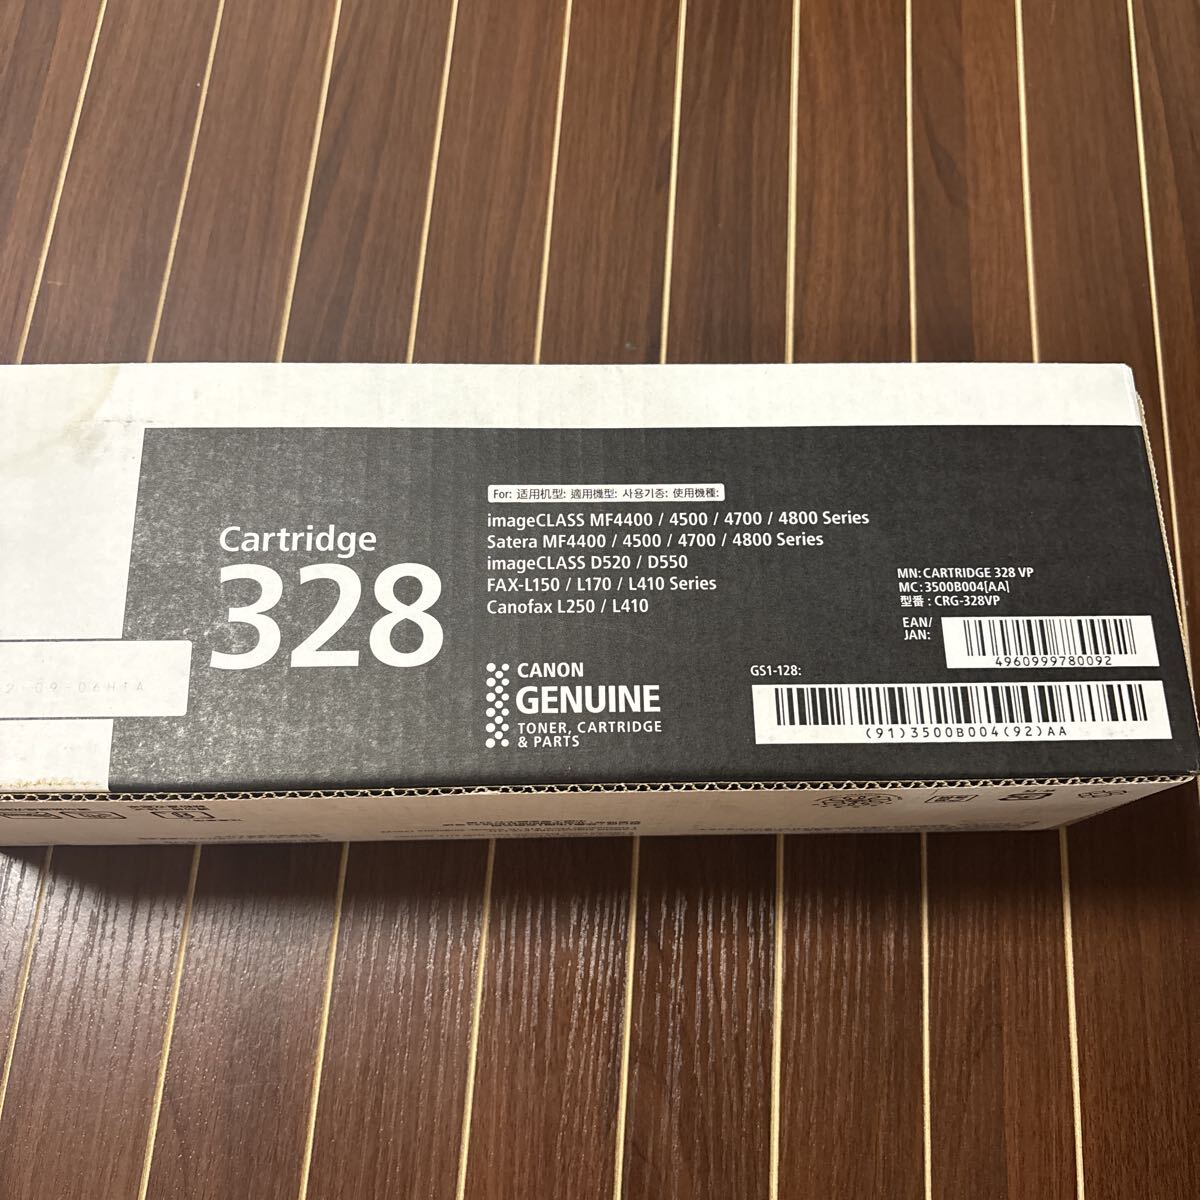 Cartridge
328
For: 适用机型: 適用機型: 사용기종: 使用機種:
imageCLASS MF4400 / 4500 / 4700 / 4800 Series
Satera MF4400 / 4500 / 4700 / 4800 Series
imageCLASS D520 / D550
FAX-L150 / L170 / L410 Series
Canofax L250 / L410
CANON
GENUINE
TONER, CARTRIDGE
& PARTS
MN: CARTRIDGE 328 VP
MC: 3500B004[AA]
型番 : CRG-328VP
EAN/
JAN:
4960999780092
GS1-128:
(91)3500B004(92)AA